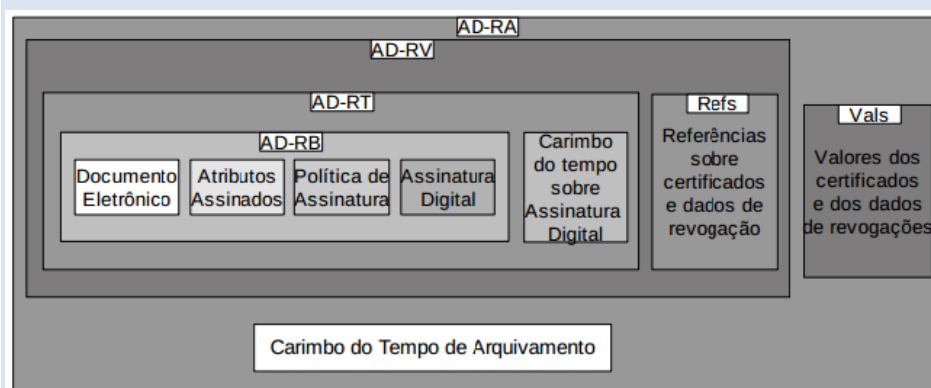 AD-RA
AD-RV
AD-RT
AD-RB
Documento
Eletrônico
Atributos
Assinados
Política de
Assinatura
Assinatura
Digital
Carimbo
do tempo
sobre
Assinatura
Digital
Refs
Referências
sobre
certificados
e dados de
revogação
Vals
Valores dos
certificados
e dos dados
de revogações
Carimbo do Tempo de Arquivamento